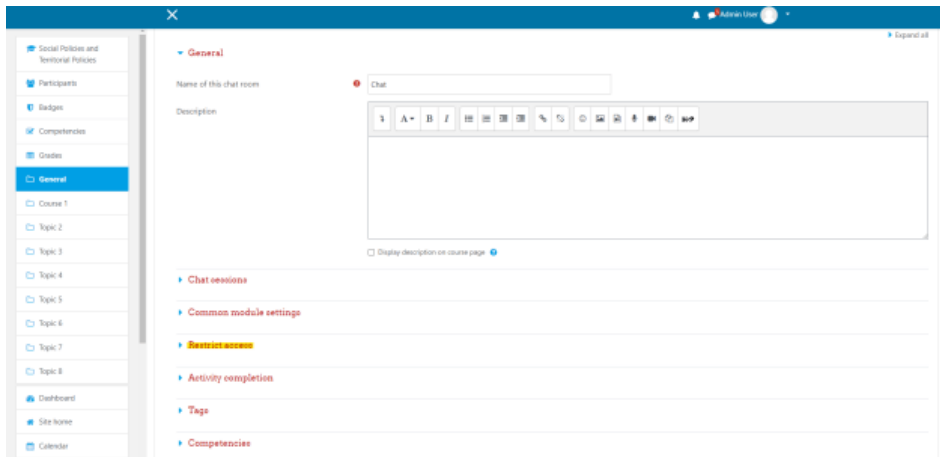 Admin User
Expand all
Social Policies and
Territorial Policies
Participants
Badges
Competencies
Grades
General
Course 1
Topic 2
Topic 3
Topic 4
Topic 5
Topic 6
Topic 7
Topic 8
Dashboard
Site home
Calendar
General
Name of this chat room
Chat
Description
A B I
H-P
Display description on course page
Chat sessions
Common module settings
Restrict access
Activity completion
Tags
Competencies